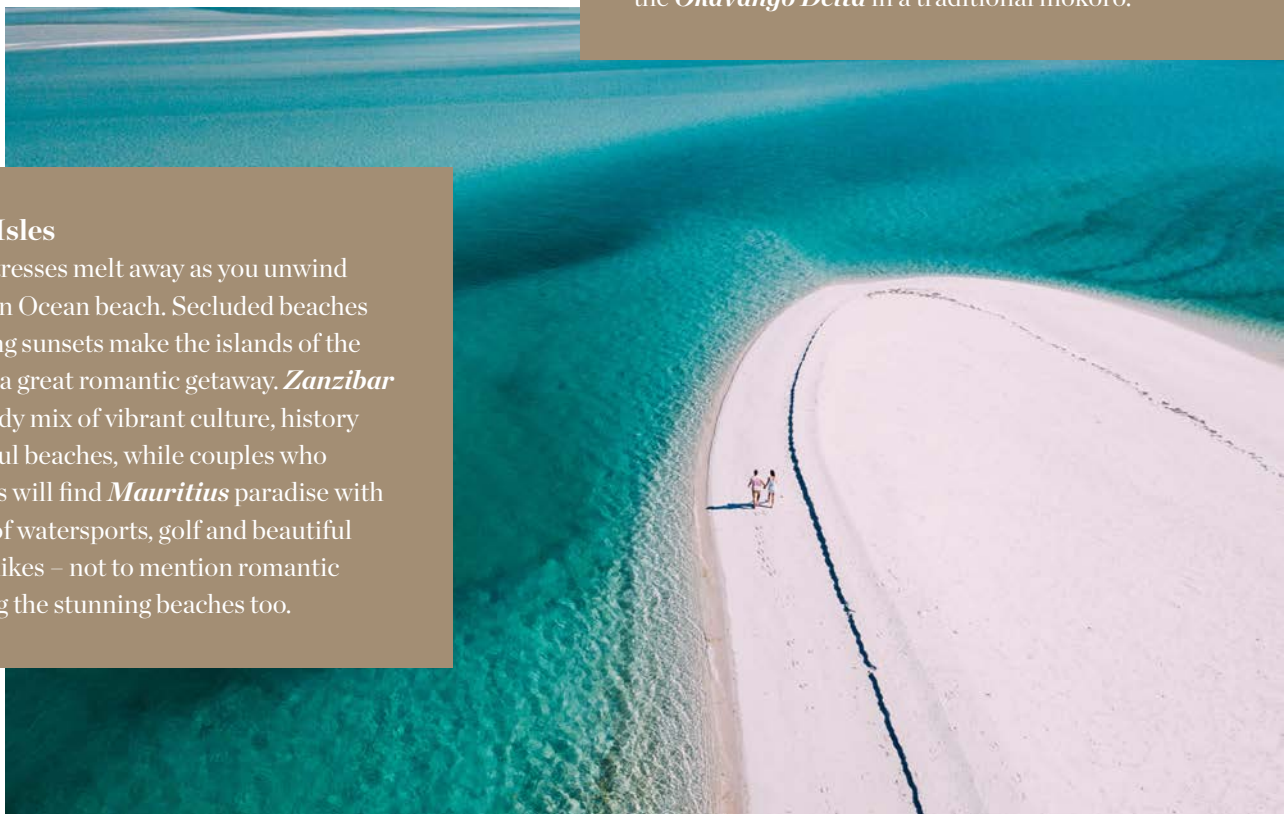 the Okavango Delta in a traditional mokoro.
Isles
resses melt away as you unwind
n Ocean beach. Secluded beaches
ng sunsets make the islands of the
a great romantic getaway. Zanzibar
dy mix of vibrant culture, history
ul beaches, while couples who
s will find Mauritius paradise with
of watersports, golf and beautiful
ikes – not to mention romantic
g the stunning beaches too.